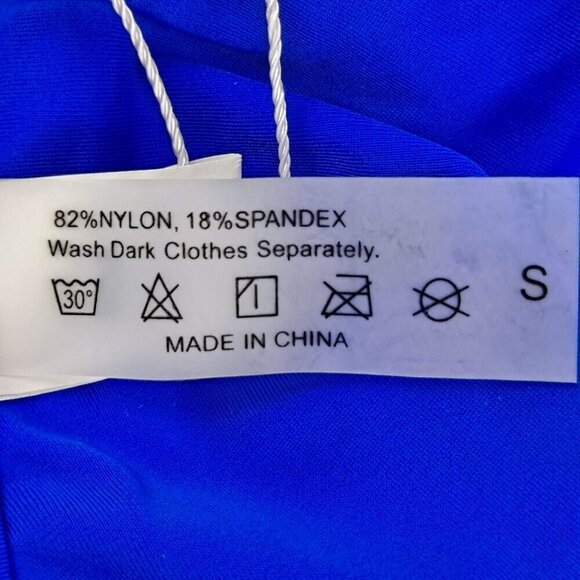 82%NYLON, 18%SPANDEX
Wash Dark Clothes Separately.
30°
S
MADE IN CHINA